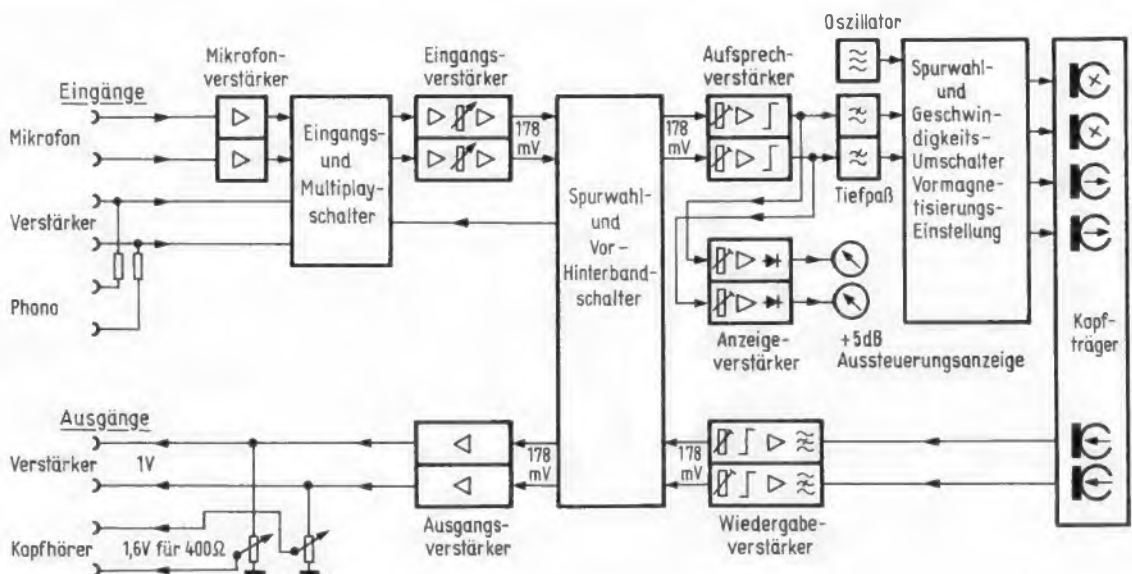 Eingänge
Mikrofon
Verstärker
Phono
Mikrofon-
verstärker
Eingangs-
und
Multiplay-
schalter
Eingangs-
verstärker
178
mV
Spurwahl-
und
Vor-
Hinterband-
schalter
Aufsprech-
verstärker
178
mV
Oszillator
Tiefpaß
Anzeige-
verstärker
+5dB
Aussteuerungsanzeige
Spurwahl-
und
Geschwin-
digkeits-
Umschalter
Vormagne-
tisierungs-
Einstellung
Kopf-
träger
Ausgänge
Verstärker
1V
Kopfhörer
1,6V für 400Ω
Ausgangs-
verstärker
178
mV
178
mV
Wiedergabe-
verstärker